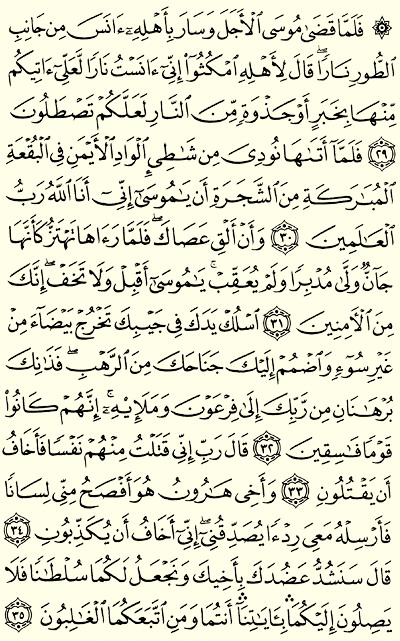 ۞ فَلَمَّا قَضَىٰ مُوسَى ٱلْأَجَلَ وَسَارَ بِأَهْلِهِۦٓ ءَانَسَ مِن جَانِبِ
ٱلطُّورِ نَارًاۖ قَالَ لِأَهْلِهِ ٱمْكُثُوٓا۟ إِنِّىٓ ءَانَسْتُ نَارًا لَّعَلِّىٓ ءَاتِيكُم
مِّنْهَا بِخَبَرٍ أَوْ جَذْوَةٍ مِّنَ ٱلنَّارِ لَعَلَّكُمْ تَصْطَلُونَ
﴿٢٩﴾ فَلَمَّآ أَتَىٰهَا نُودِىَ مِن شَٰطِئِ ٱلْوَادِ ٱلْأَيْمَنِ فِى ٱلْبُقْعَةِ
ٱلْمُبَٰرَكَةِ مِنَ ٱلشَّجَرَةِ أَن يَٰمُوسَىٰٓ إِنِّىٓ أَنَا ٱللَّهُ رَبُّ
ٱلْعَٰلَمِينَ ﴿٣٠﴾ وَأَنْ أَلْقِ عَصَاكَۖ فَلَمَّا رَءَاهَا تَهْتَزُّ كَأَنَّهَا
جَآنٌّ وَلَّىٰ مُدْبِرًا وَلَمْ يُعَقِّبْۚ يَٰمُوسَىٰٓ أَقْبِلْ وَلَا تَخَفْۖ إِنَّكَ
مِنَ ٱلْءَامِنِينَ ﴿٣١﴾ ٱسْلُكْ يَدَكَ فِى جَيْبِكَ تَخْرُجْ بَيْضَآءَ مِنْ
غَيْرِ سُوٓءٍ وَٱضْمُمْ إِلَيْكَ جَنَاحَكَ مِنَ ٱلرَّهْبِۖ فَذَٰنِكَ
بُرْهَٰنَانِ مِن رَّبِّكَ إِلَىٰ فِرْعَوْنَ وَمَلَإِي۟هِۦٓۚ إِنَّهُمْ كَانُوا۟
قَوْمًا فَٰسِقِينَ ﴿٣٢﴾ قَالَ رَبِّ إِنِّى قَتَلْتُ مِنْهُمْ نَفْسًا فَأَخَافُ
أَن يَقْتُلُونِ ﴿٣٣﴾ وَأَخِى هَٰرُونُ هُوَ أَفْصَحُ مِنِّى لِسَانًا
فَأَرْسِلْهُ مَعِىَ رِدْءًا يُصَدِّقُنِىٓۖ إِنِّىٓ أَخَافُ أَن يُكَذِّبُونِ ﴿٣٤﴾
قَالَ سَنَشُدُّ عَضُدَكَ بِأَخِيكَ وَنَجْعَلُ لَكُمَا سُلْطَٰنًا فَلَا
يَصِلُونَ إِلَيْكُمَاۚ بِـَٔايَٰتِنَآۚ أَنتُمَا وَمَنِ ٱتَّبَعَكُمَا ٱلْغَٰلِبُونَ ﴿٣٥﴾